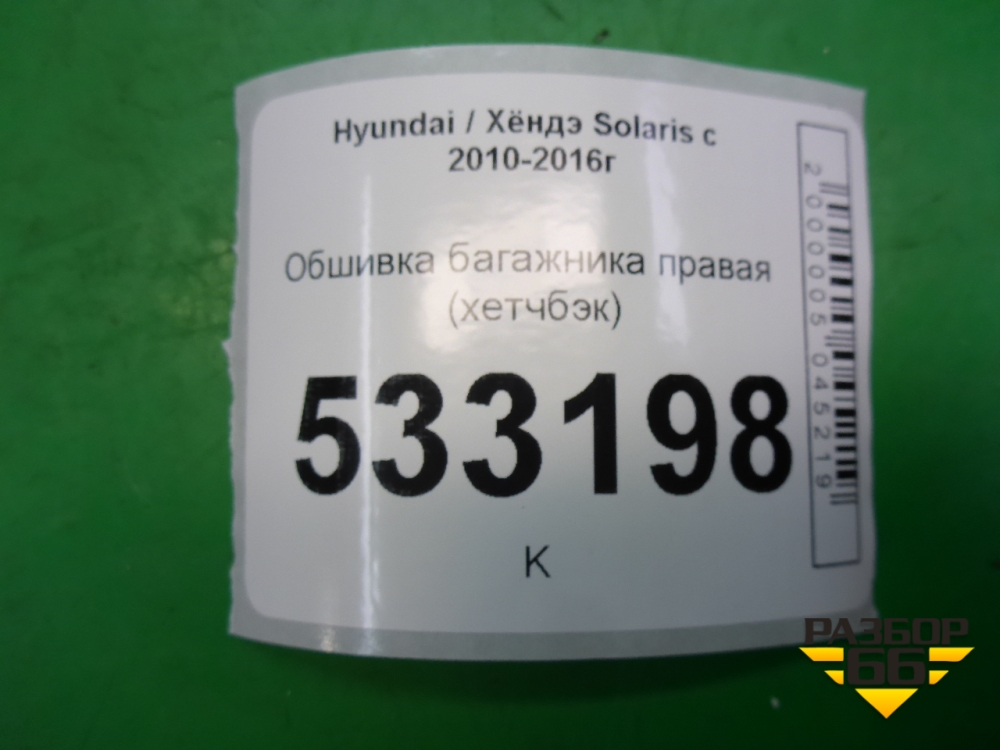 Hyundai / Хёндэ Solaris с
2010-2016г
Обшивка багажника правая
(хетчбэк)
533198
К
2000005045219
РАЗБОР
66